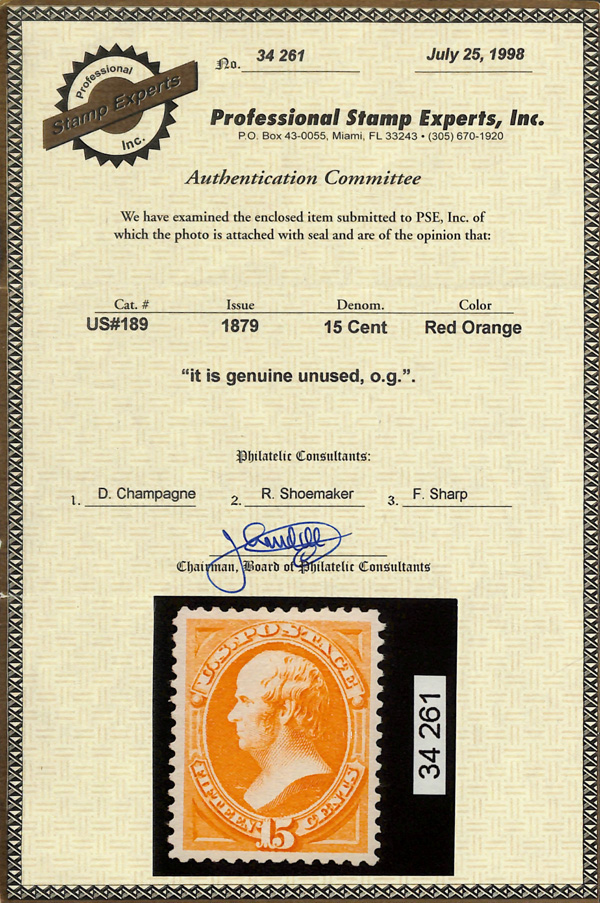 No. 34 261
July 25, 1998
Professional
Stamp Experts
Inc.
Professional Stamp Experts, Inc.
P.O. Box 43-0055, Miami, FL 33243 • (305) 670-1920
Authentication Committee
We have examined the enclosed item submitted to PSE, Inc. of
which the photo is attached with seal and are of the opinion that:
Cat. # Issue Denom. Color
US#189 1879 15 Cent Red Orange
“it is genuine unused, o.g.”.
Philatelic Consultants:
1. D. Champagne 2. R. Shoemaker 3. F. Sharp
Chairman, Board of Philatelic Consultants
U.S. POSTAGE
FIFTEEN 15 CENTS
34 261